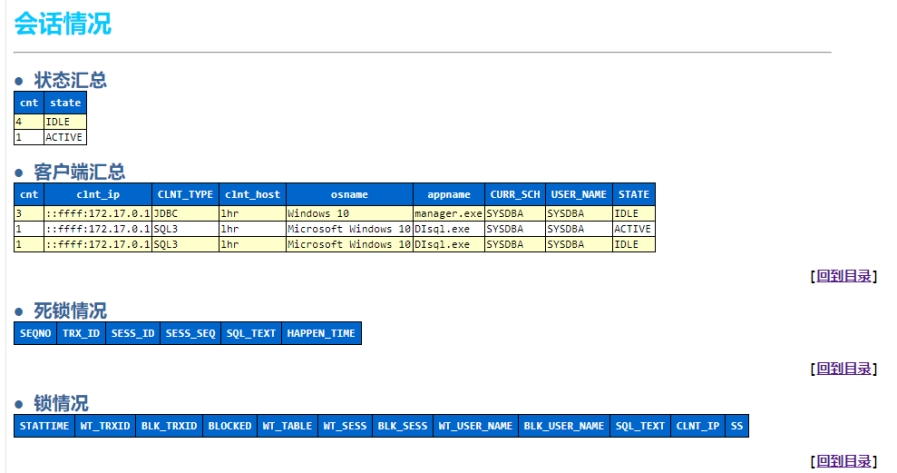 会话情况
● 状态汇总
cnt state
4 IDLE
1 ACTIVE
● 客户端汇总
cnt clnt_ip CLNT_TYPE clnt_host osname appname CURR_SCH USER_NAME STATE
3 ::ffff:172.17.0.1 JDBC lhr Windows 10 manager.exe SYSDBA SYSDBA IDLE
1 ::ffff:172.17.0.1 SQL3 lhr Microsoft Windows 10 DIsql.exe SYSDBA SYSDBA ACTIVE
1 ::ffff:172.17.0.1 SQL3 lhr Microsoft Windows 10 DIsql.exe SYSDBA SYSDBA IDLE
[回到目录]
● 死锁情况
SEQNO TRX_ID SESS_ID SESS_SEQ SQL_TEXT HAPPEN_TIME
[回到目录]
● 锁情况
STATTIME WT_TRXID BLK_TRXID BLOCKED WT_TABLE WT_SESS BLK_SESS WT_USER_NAME BLK_USER_NAME SQL_TEXT CLNT_IP SS
[回到目录]